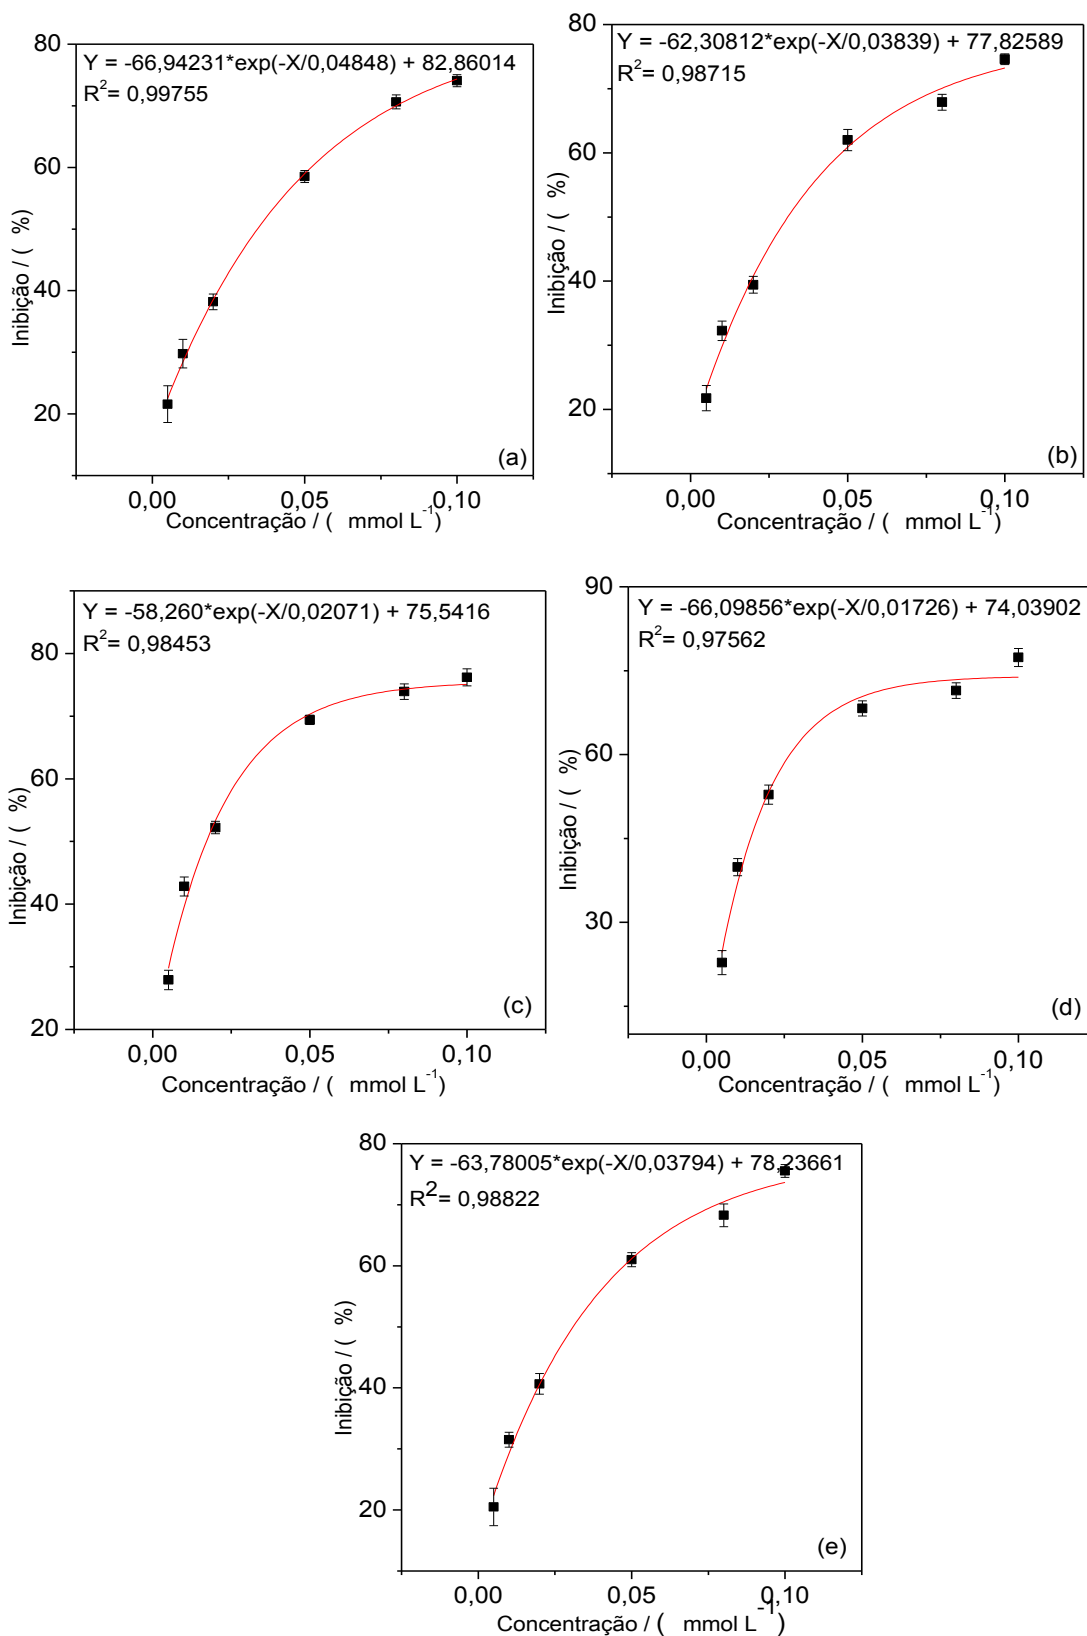 Y = -66,94231*exp(-X/0,04848) + 82,86014
R²= 0,99755
80
60
40
20
Inibição / ( %)
(a)
0,00 0,05 0,10
Concentração / ( mmol L⁻¹)
Y = -62,30812*exp(-X/0,03839) + 77,82589
R²= 0,98715
80
60
40
20
Inibição / ( %)
(b)
0,00 0,05 0,10
Concentração / ( mmol L⁻¹)
Y = -58,260*exp(-X/0,02071) + 75,5416
R²= 0,98453
80
60
40
20
Inibição / ( %)
(c)
0,00 0,05 0,10
Concentração / ( mmol L⁻¹)
Y = -66,09856*exp(-X/0,01726) + 74,03902
R²= 0,97562
90
60
30
Inibição / ( %)
(d)
0,00 0,05 0,10
Concentração / ( mmol L⁻¹)
Y = -63,78005*exp(-X/0,03794) + 78,23661
R²= 0,98822
80
60
40
20
Inibição / ( %)
(e)
0,00 0,05 0,10
Concentração / ( mmol L⁻¹)